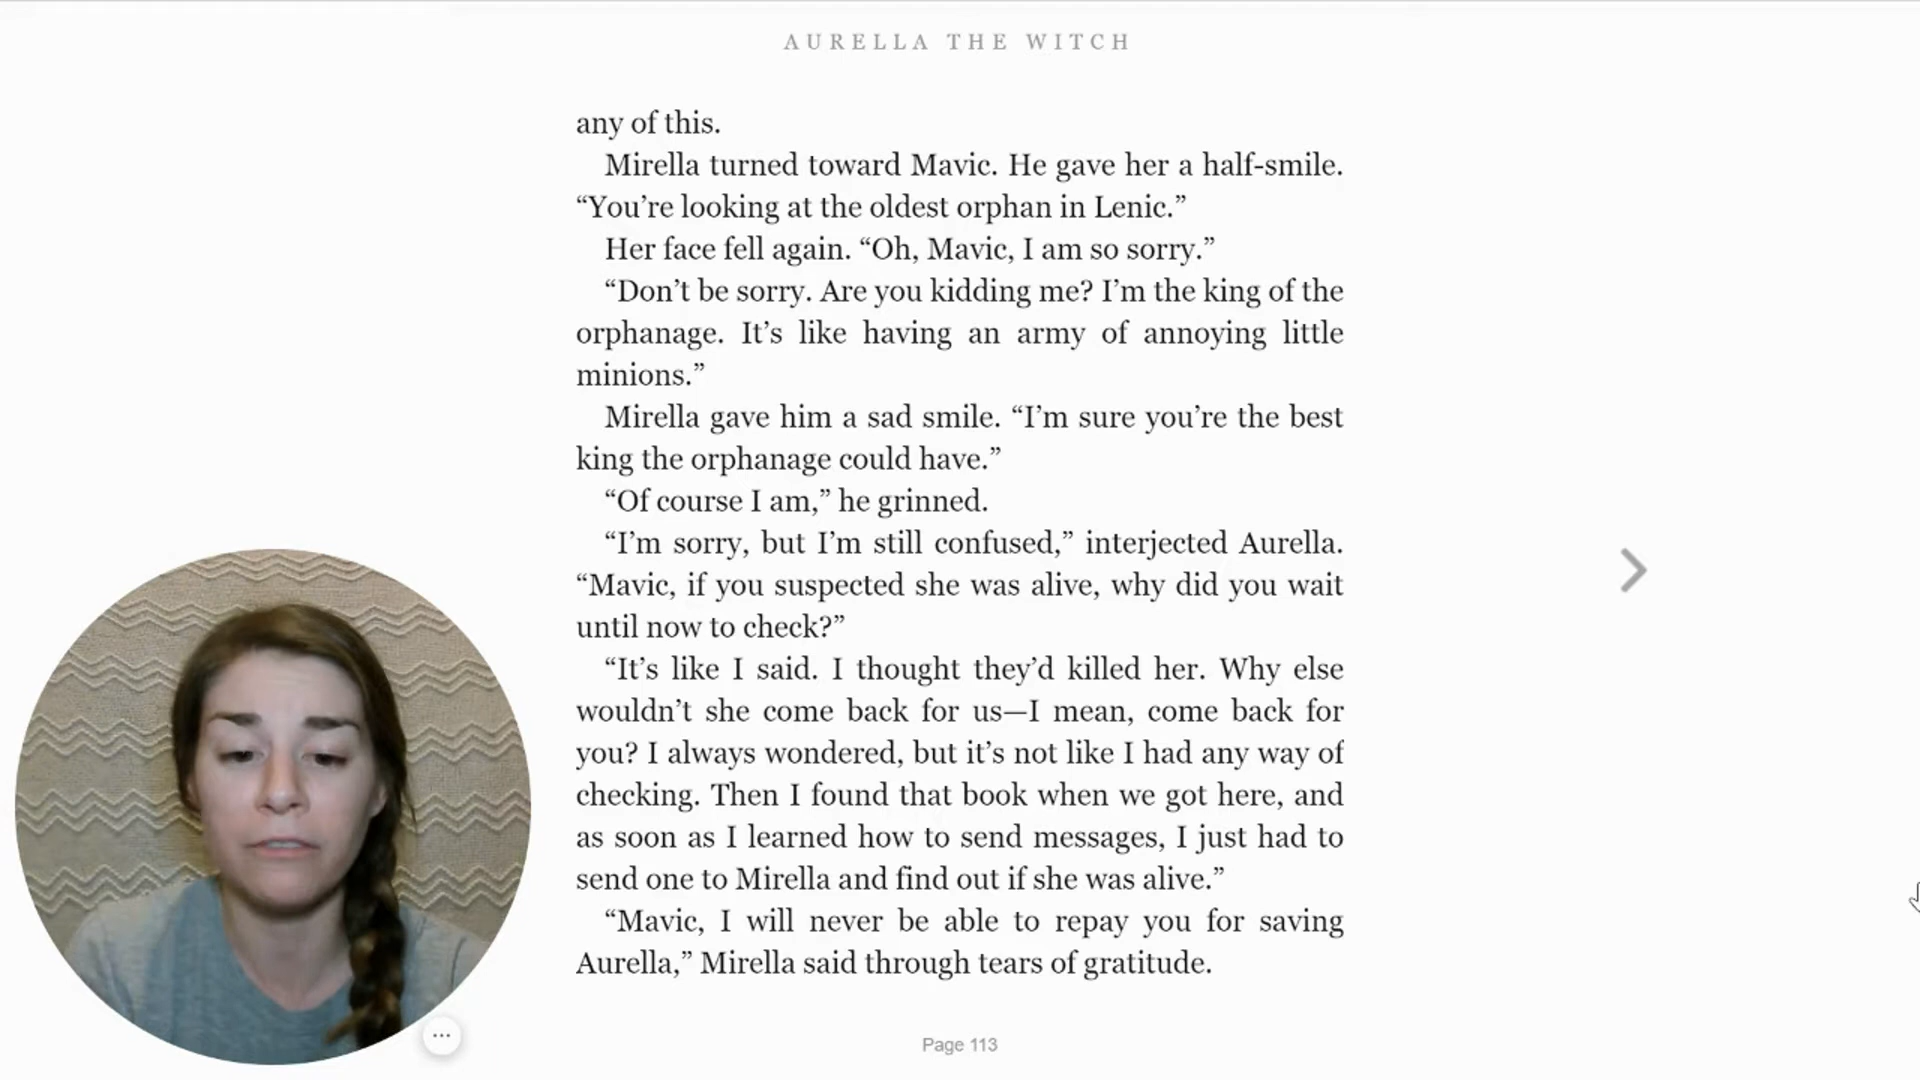 AURELLA THE WITCH
any of this.
Mirella turned toward Mavic. He gave her a half-smile.
“You’re looking at the oldest orphan in Lenic.”
Her face fell again. “Oh, Mavic, I am so sorry.”
“Don’t be sorry. Are you kidding me? I’m the king of the
orphanage. It’s like having an army of annoying little
minions.”
Mirella gave him a sad smile. “I’m sure you’re the best
king the orphanage could have.”
“Of course I am,” he grinned.
“I’m sorry, but I’m still confused,” interjected Aurella.
“Mavic, if you suspected she was alive, why did you wait
until now to check?”
“It’s like I said. I thought they’d killed her. Why else
wouldn’t she come back for us—I mean, come back for
you? I always wondered, but it’s not like I had any way of
checking. Then I found that book when we got here, and
as soon as I learned how to send messages, I just had to
send one to Mirella and find out if she was alive.”
“Mavic, I will never be able to repay you for saving
Aurella,” Mirella said through tears of gratitude.
Page 113